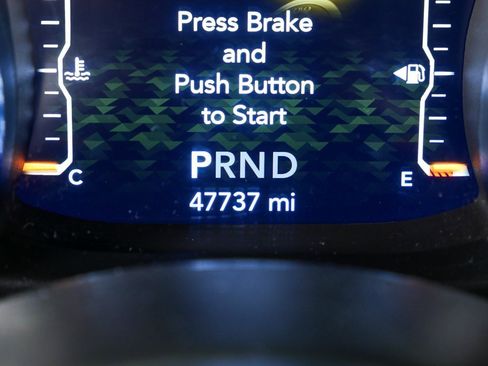 Press Brake
and
Push Button
to Start
PRND
C
E
47737 mi